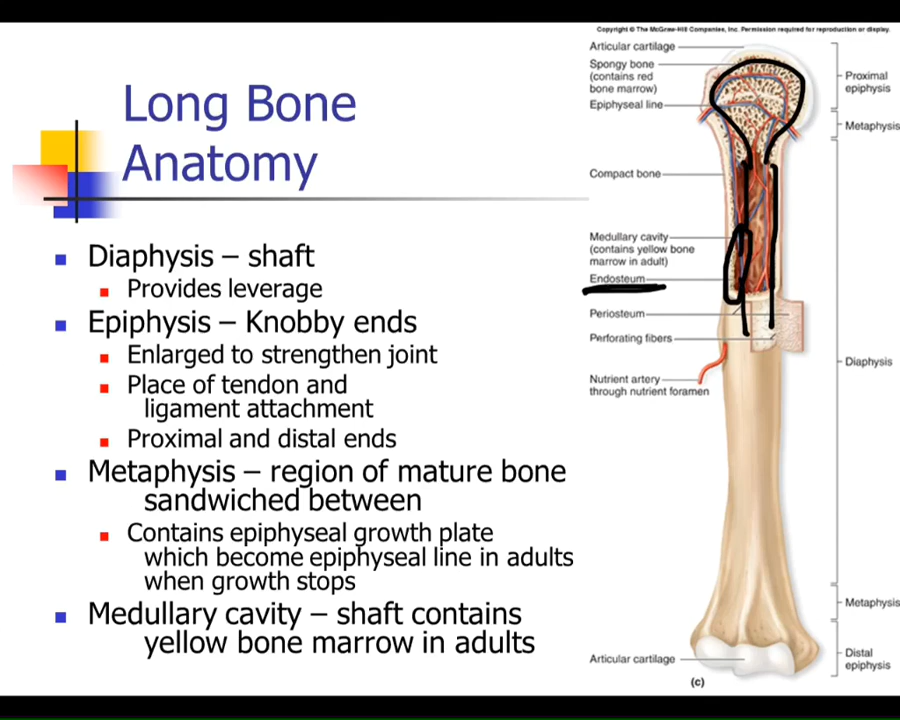 Copyright © The McGraw-Hill Companies, Inc. Permission required for reproduction or display.
Long Bone
Anatomy
Diaphysis – shaft
Provides leverage
Epiphysis – Knobby ends
Enlarged to strengthen joint
Place of tendon and
ligament attachment
Proximal and distal ends
Metaphysis – region of mature bone
sandwiched between
Contains epiphyseal growth plate
which become epiphyseal line in adults
when growth stops
Medullary cavity – shaft contains
yellow bone marrow in adults
Articular cartilage
Spongy bone
(contains red
bone marrow)
Epiphyseal line
Compact bone
Medullary cavity
(contains yellow bone
marrow in adult)
Endosteum
Periosteum
Perforating fibers
Nutrient artery
through nutrient foramen
Articular cartilage
Proximal
epiphysis
Metaphysis
Diaphysis
Metaphysis
Distal
epiphysis
(c)